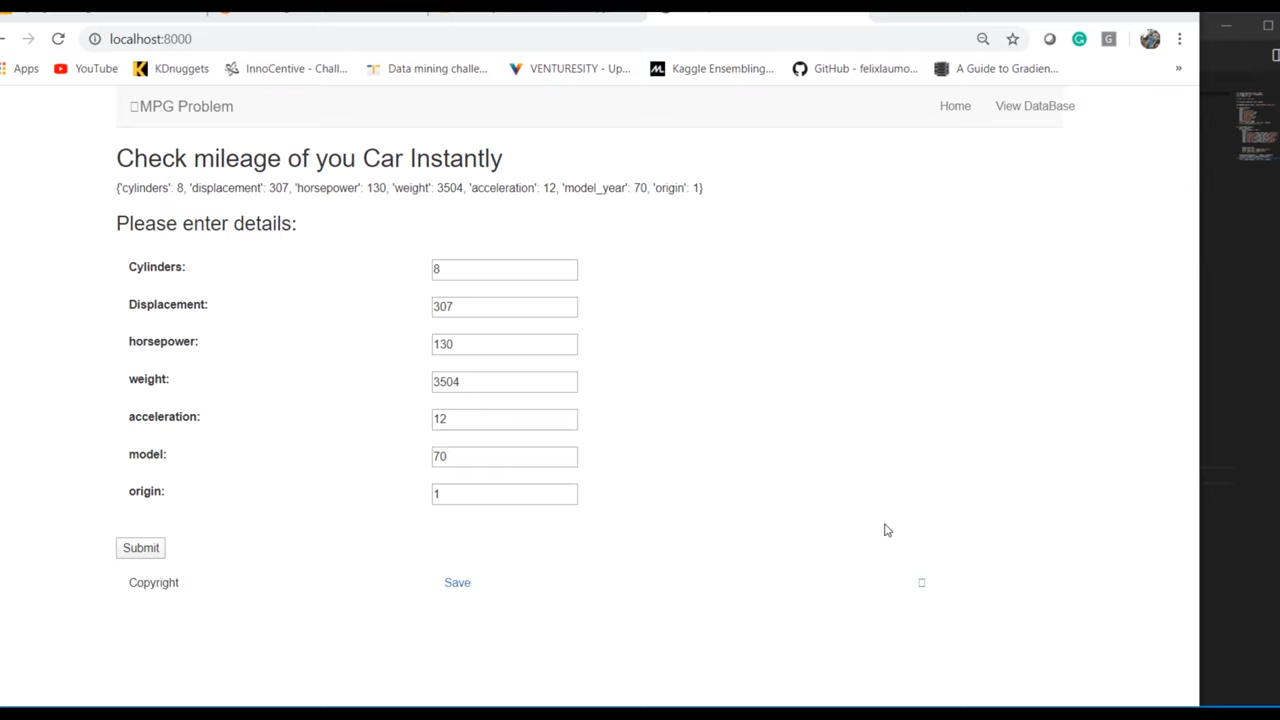 localhost:8000
Apps YouTube KDnuggets InnoCentive - Chall... Data mining challe... VENTURESITY - Up... Kaggle Ensembling... GitHub - felixlaumo... A Guide to Gradien... »
MPG Problem Home View DataBase
Check mileage of you Car Instantly
{'cylinders': 8, 'displacement': 307, 'horsepower': 130, 'weight': 3504, 'acceleration': 12, 'model_year': 70, 'origin': 1}
Please enter details:
Cylinders: 8
Displacement: 307
horsepower: 130
weight: 3504
acceleration: 12
model: 70
origin: 1
Submit
Copyright Save